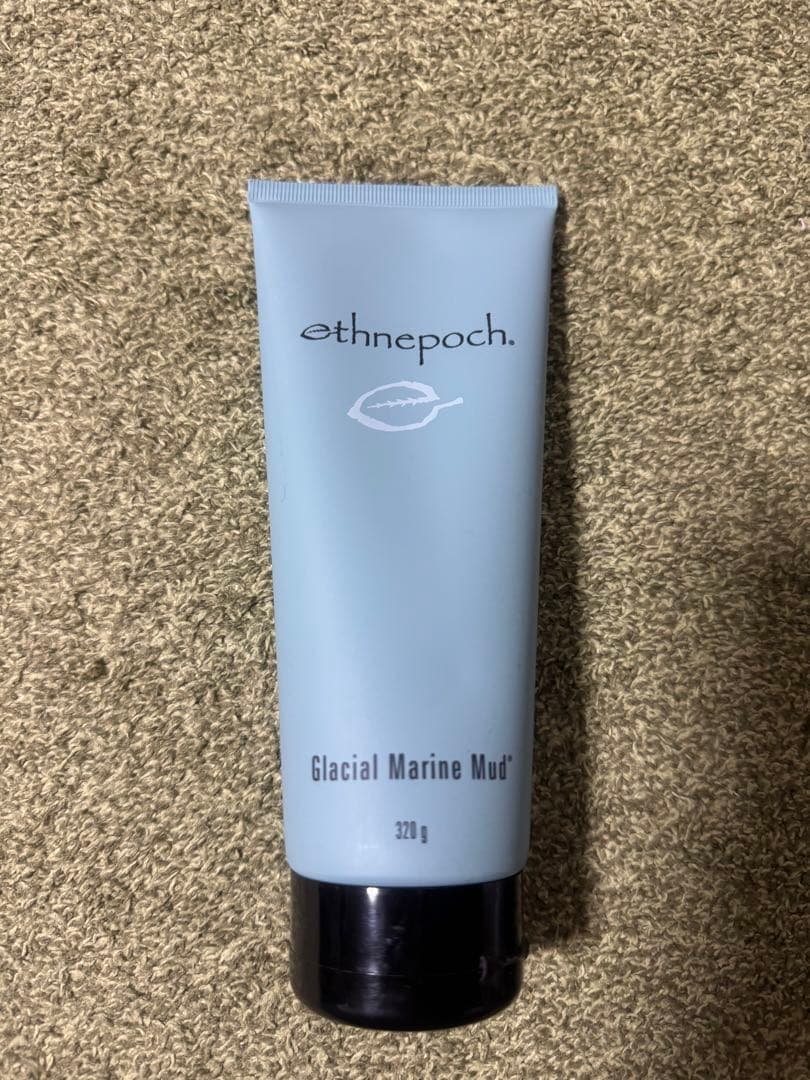 ethnepoch®
Glacial Marine Mud®
320 g